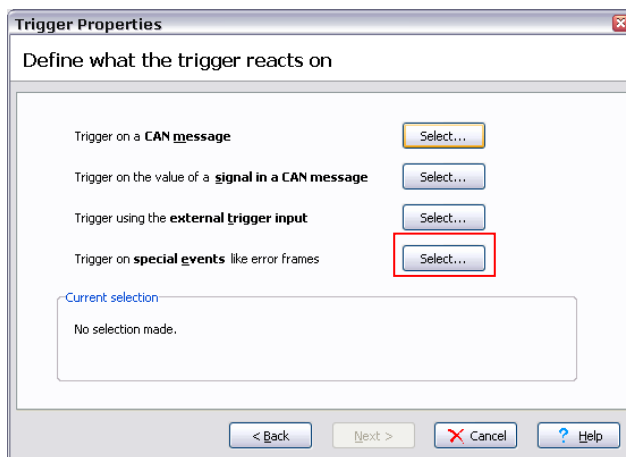 Trigger Properties
Define what the trigger reacts on
Trigger on a CAN message Select...
Trigger on the value of a signal in a CAN message Select...
Trigger using the external trigger input Select...
Trigger on special events like error frames Select...
Current selection
No selection made.
< Back Next > Cancel ? Help